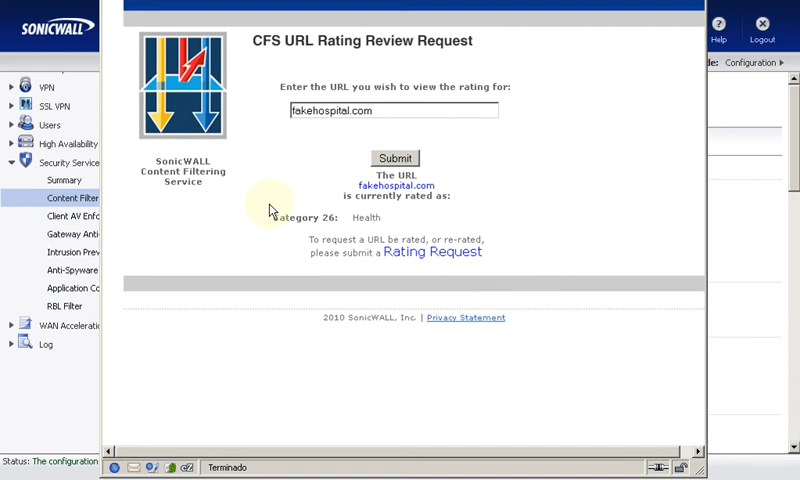 SONICWALL
Help
Logout
de: Configuration
VPN
SSL VPN
Users
High Availability
Security Service
Summary
Content Filter
Client AV Enfo
Gateway Anti-
Intrusion Prev
Anti-Spyware
Application Co
RBL Filter
WAN Acceleratio
Log
Status: The configuration
CFS URL Rating Review Request
Enter the URL you wish to view the rating for:
fakehospital.com
Submit
SonicWALL
Content Filtering
Service
The URL
fakehospital.com
is currently rated as:
Category 26: Health
To request a URL be rated, or re-rated,
please submit a Rating Request
2010 SonicWALL, Inc. | Privacy Statement
Terminado